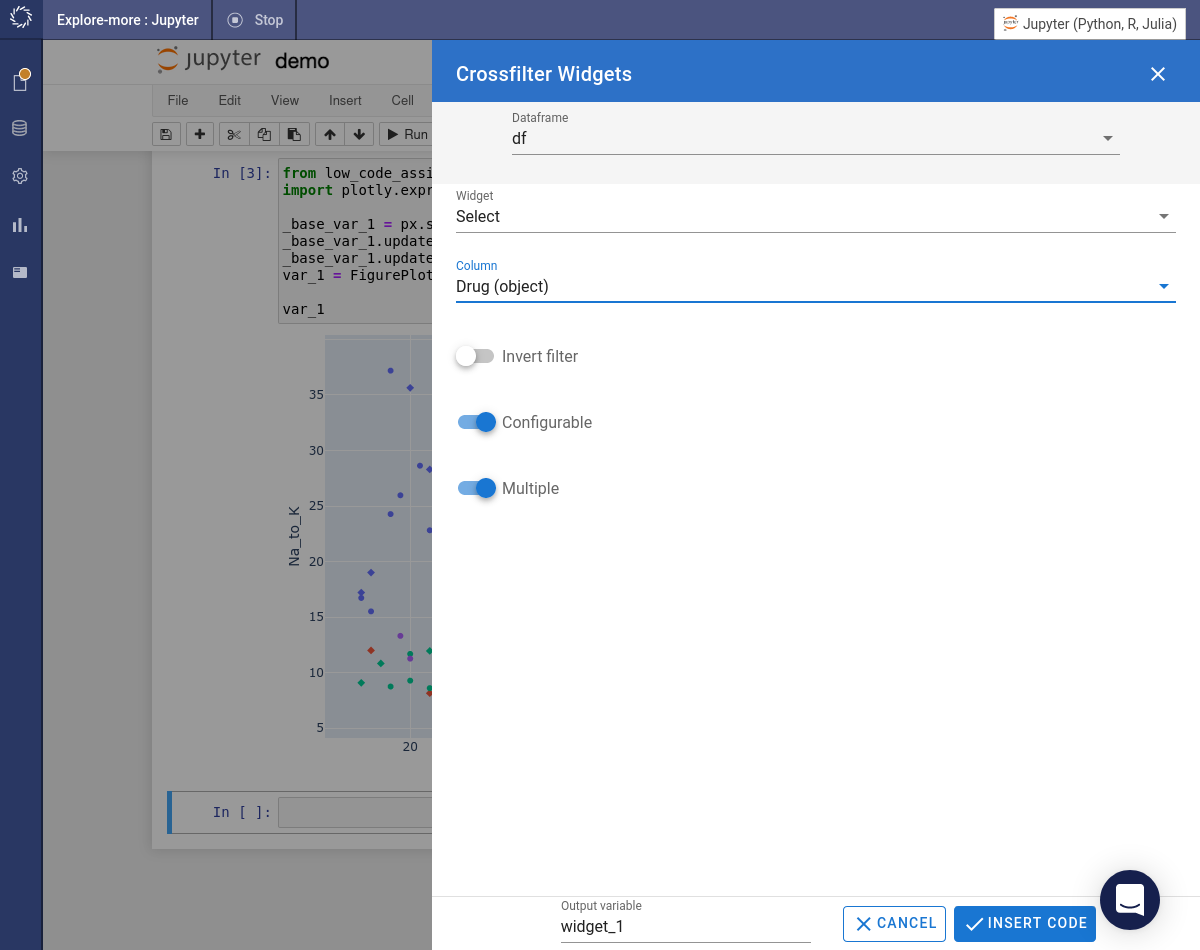 Explore-more : Jupyter
Stop
Jupyter (Python, R, Julia)
jupyter demo
File Edit View Insert Cell
Run
In [3]:
from low_code_assi
import plotly.expr
_base_var_1 = px.s
_base_var_1.update
_base_var_1.update
var_1 = FigurePlot
var_1
35
30
25
20
15
10
5
Na_to_K
20
In [ ]:
Crossfilter Widgets
Dataframe
df
Widget
Select
Column
Drug (object)
Invert filter
Configurable
Multiple
Output variable
widget_1
CANCEL
INSERT CODE